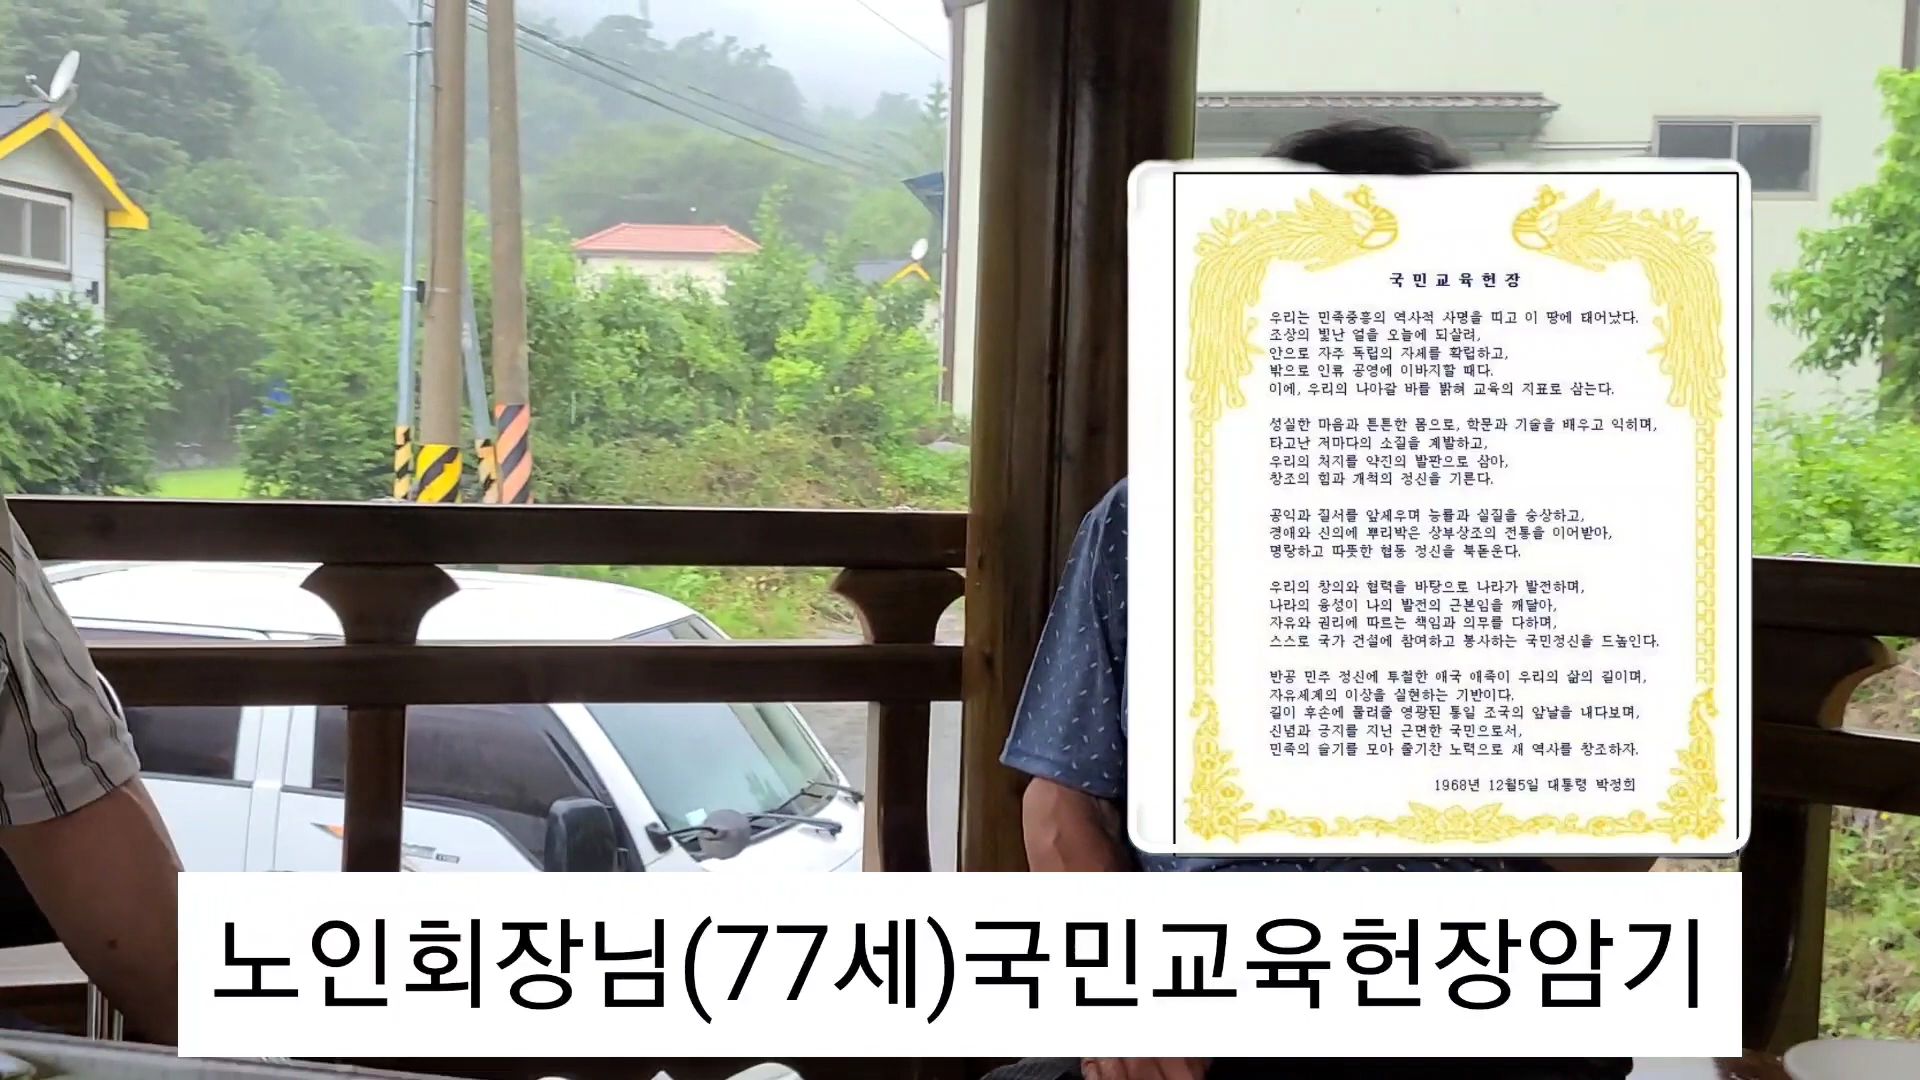 국민교육헌장
우리는 민족중흥의 역사적 사명을 띠고 이 땅에 태어났다.
조상의 빛난 얼을 오늘에 되살려,
안으로 자주 독립의 자세를 확립하고,
밖으로 인류 공영에 이바지할 때다.
이에, 우리의 나아갈 바를 밝혀 교육의 지표로 삼는다.
성실한 마음과 튼튼한 몸으로, 학문과 기술을 배우고 익히며,
타고난 저마다의 소질을 계발하고,
우리의 처지를 약진의 발판으로 삼아,
창조의 힘과 개척의 정신을 기른다.
공익과 질서를 앞세우며 능률과 실질을 숭상하고,
경애와 신의에 뿌리박은 상부상조의 전통을 이어받아,
명랑하고 따뜻한 협동 정신을 북돋운다.
우리의 창의와 협력을 바탕으로 나라가 발전하며,
나라의 융성이 나의 발전의 근본임을 깨달아,
자유와 권리에 따르는 책임과 의무를 다하며,
스스로 국가 건설에 참여하고 봉사하는 국민정신을 드높인다.
반공 민주 정신에 투철한 애국 애족이 우리의 삶의 길이며,
자유세계의 이상을 실현하는 기반이다.
길이 후손에 물려줄 영광된 통일 조국의 앞날을 내다보며,
신념과 긍지를 지닌 근면한 국민으로서,
민족의 슬기를 모아 줄기찬 노력으로 새 역사를 창조하자.
1968년 12월5일 대통령 박정희
노인회장님(77세)국민교육헌장암기